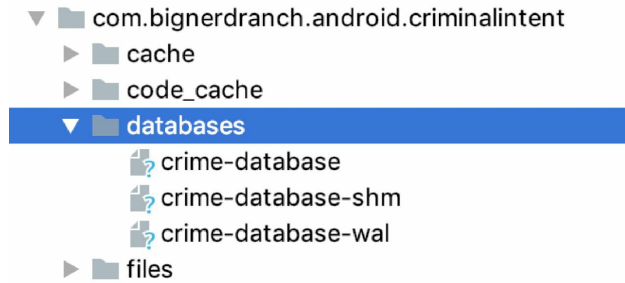 com.bignerdranch.android.criminalintent
cache
code_cache
databases
crime-database
crime-database-shm
crime-database-wal
files